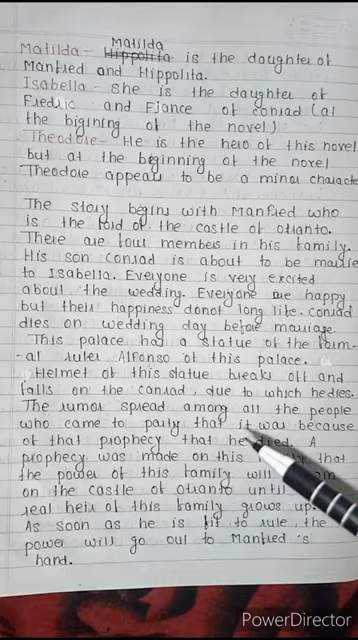 Matilda
Matilda - Hippolita is the daughter of
Manfred and Hippolita.
Isabella - She is the daughter of
Fredric and Fiance of conrad (at
the bigining of the novel)
Theodore - He is the hero of this novel
but at the beginning of the novel
Theodore appears to be a minor characte
The story begins with Manfred who
is the lord of the castle of otranto.
There are four members in his family.
His son Conrad is about to be marrie
to Isabella. Everyone is very excited
about the wedding. Everyone are happy
but their happiness donot long life. conrad
dies on wedding day before marriage.
This palace has a statue of the
-al ruler Alfonso of this palace.
Helmet of this statue breaks off and
falls on the conrad, due to which he dies.
The rumor spread among all the people
who came to party that it was because
of that prophecy that he died. A
prophecy was made on this that
the power of this family will
on the castle of otranto until
real heir of this family grows up.
As soon as he is fit to rule, the
power will go out to Manfred's
hand.
PowerDirector